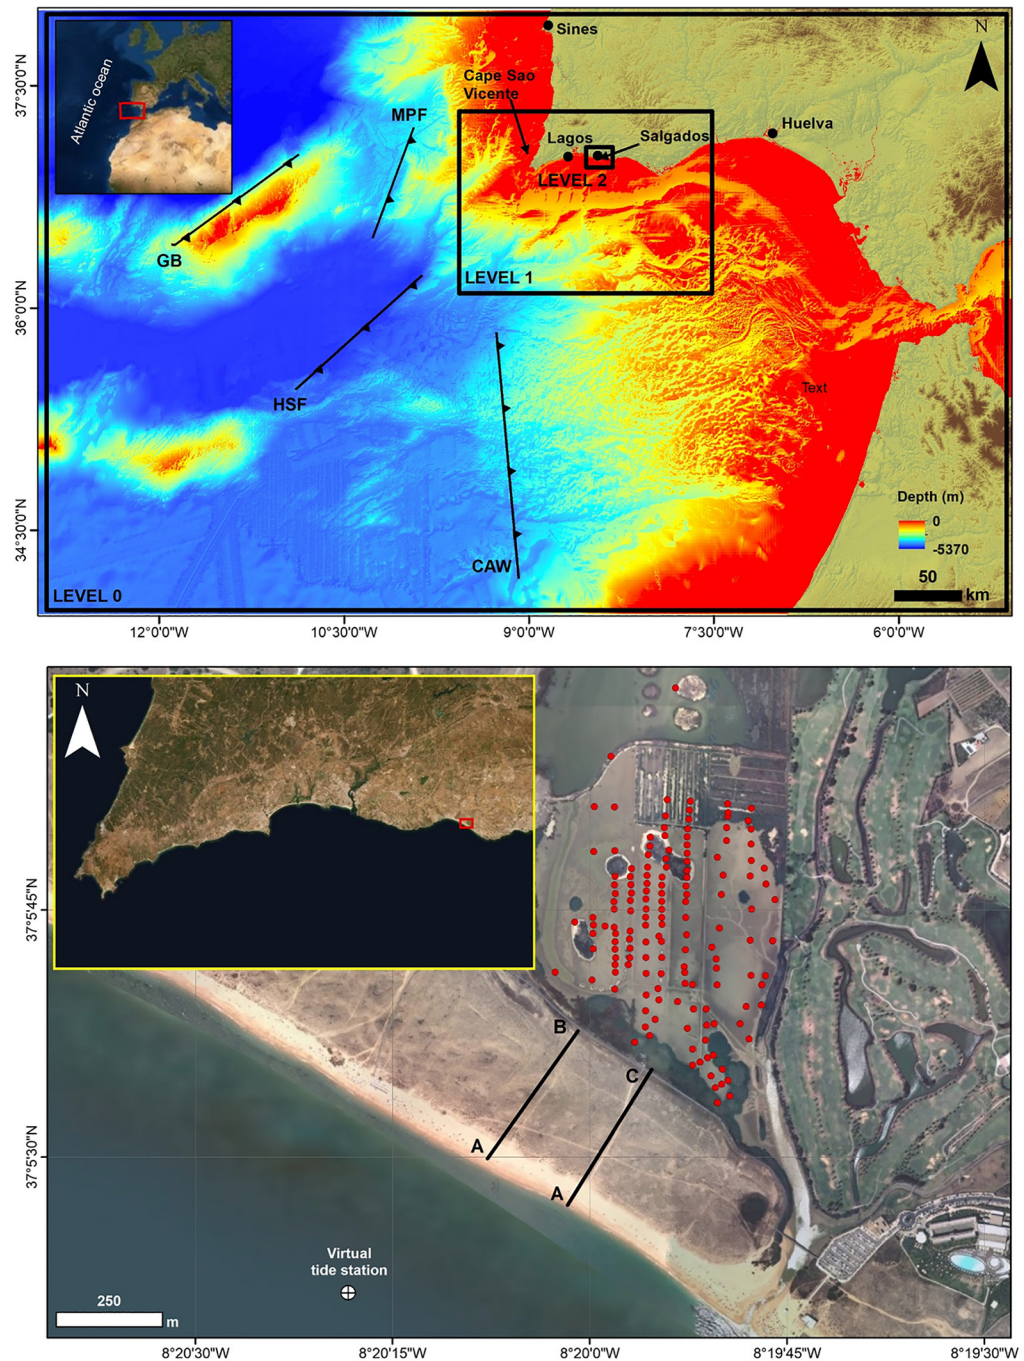 37°30'0"N
36°0'0"N
34°30'0"N
Atlantic ocean
N
Sines
Cape Sao
Vicente
MPF
Huelva
Lagos
Salgados
LEVEL 2
GB
LEVEL 1
HSF
Text
CAW
Depth (m)
0
-5370
50
km
LEVEL 0
12°0'0"W
10°30'0"W
9°0'0"W
7°30'0"W
6°0'0"W
N
37°5'45"N
37°5'30"N
B
C
A
A
Virtual
tide station
250
m
8°20'30"W
8°20'15"W
8°20'0"W
8°19'45"W
8°19'30"W